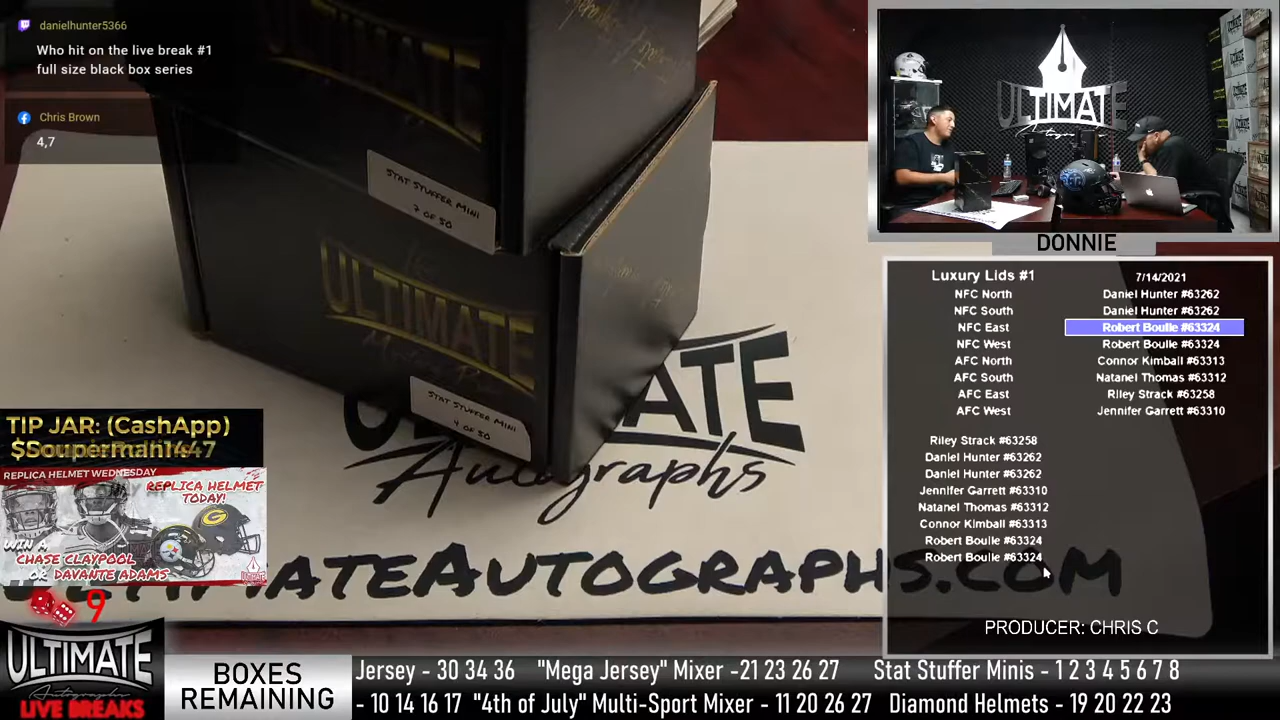 danielhunter5366
Who hit on the live break #1
full size black box series
Chris Brown
4,7
STAT STUFFER MINI
7 OF 50
The
ULTIMATE
STAT STUFFER MINI
4 OF 50
ULTIMATE
Autographs
ULTIMATEAUTOGRAPHS.COM
ULTIMATE
DONNIE
Luxury Lids #1 7/14/2021
NFC North Daniel Hunter #63262
NFC South Daniel Hunter #63262
NFC East Robert Boulle #63324
NFC West Robert Boulle #63324
AFC North Connor Kimball #63313
AFC South Natanel Thomas #63312
AFC East Riley Strack #63258
AFC West Jennifer Garrett #63310
Riley Strack #63258
Daniel Hunter #63262
Daniel Hunter #63262
Jennifer Garrett #63310
Natanel Thomas #63312
Connor Kimball #63313
Robert Boulle #63324
Robert Boulle #63324
PRODUCER: CHRIS C
TIP JAR: (CashApp)
REPLICA HELMET WEDNESDAY
REPLICA HELMET
TODAY!
WIN A
CHASE CLAYPOOL
OR DAVANTE ADAMS
9
ULTIMATE
Autographs
LIVE BREAKS
BOXES
REMAINING
Jersey - 30 34 36 "Mega Jersey" Mixer -21 23 26 27 Stat Stuffer Minis - 1 2 3 4 5 6 7 8
- 10 14 16 17 "4th of July" Multi-Sport Mixer - 11 20 26 27 Diamond Helmets - 19 20 22 23